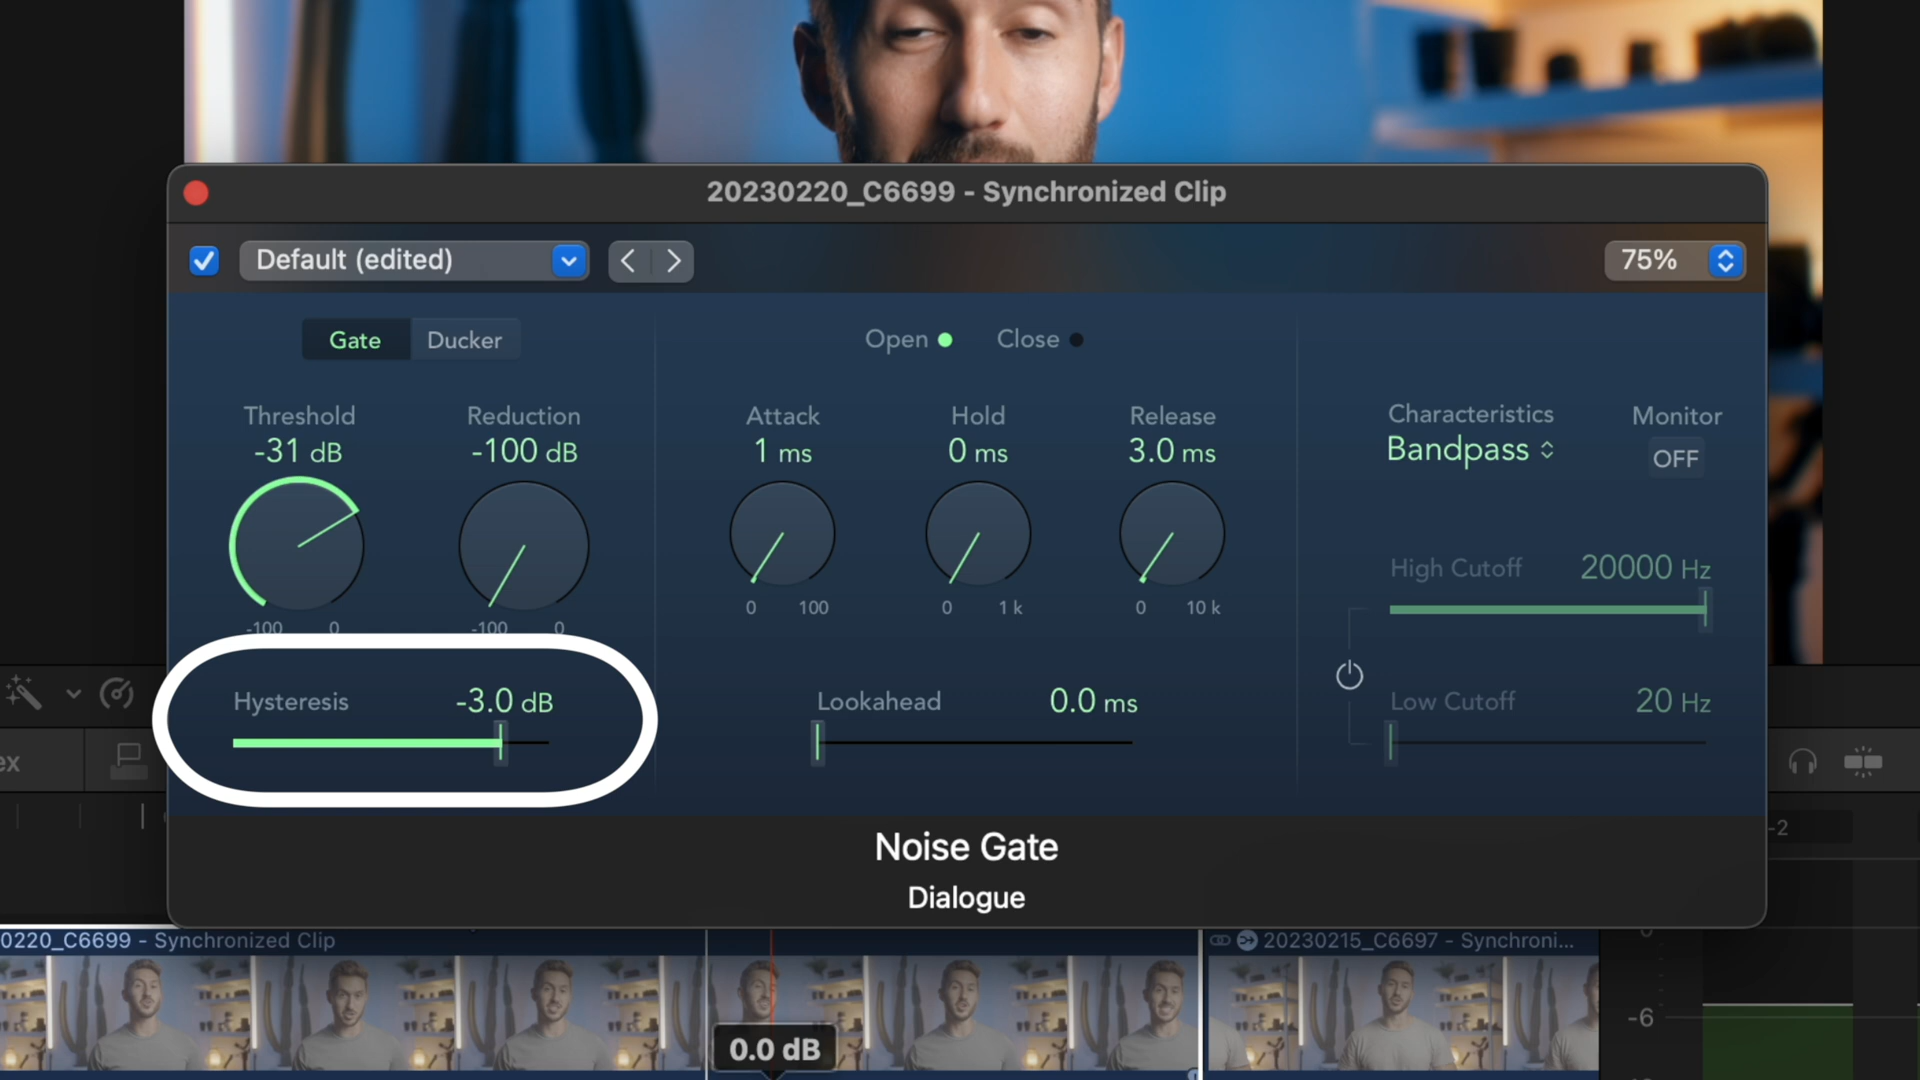 20230220_C6699 - Synchronized Clip
Default (edited)
75%
Gate Ducker
Open Close
Threshold
-31 dB
-100 0
Reduction
-100 dB
-100 0
Attack
1 ms
0 100
Hold
0 ms
0 1 k
Release
3.0 ms
0 10 k
Characteristics
Bandpass
Monitor
OFF
High Cutoff 20000 Hz
Hysteresis -3.0 dB
Lookahead 0.0 ms
Low Cutoff 20 Hz
ex
-2
Noise Gate
Dialogue
0220_C6699 - Synchronized Clip
20230215_C6697 - Synchroni...
0
-6
0.0 dB